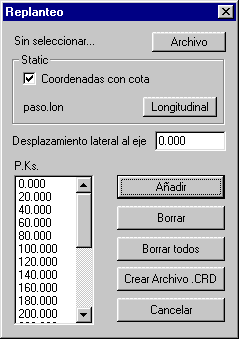 Replanteo
Sin seleccionar...
Archivo
Static
Coordenadas con cota
paso.lon
Longitudinal
Desplazamiento lateral al eje
0.000
P.Ks.
0.000
20.000
40.000
60.000
80.000
100.000
120.000
140.000
160.000
180.000
200.000
Añadir
Borrar
Borrar todos
Crear Archivo .CRD
Cancelar